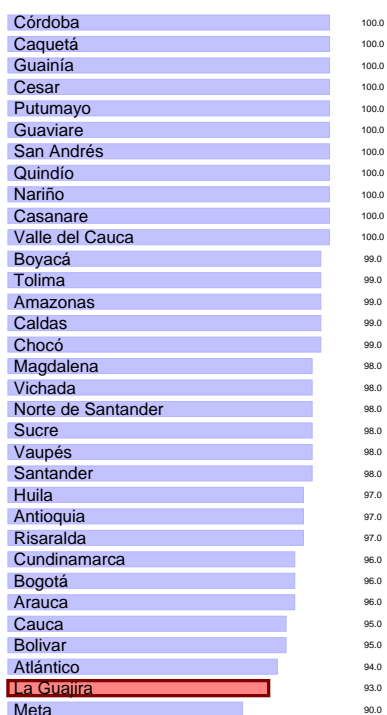 Córdoba 100.0
Caquetá 100.0
Guainía 100.0
Cesar 100.0
Putumayo 100.0
Guaviare 100.0
San Andrés 100.0
Quindío 100.0
Nariño 100.0
Casanare 100.0
Valle del Cauca 100.0
Boyacá 99.0
Tolima 99.0
Amazonas 99.0
Caldas 99.0
Chocó 99.0
Magdalena 98.0
Vichada 98.0
Norte de Santander 98.0
Sucre 98.0
Vaupés 98.0
Santander 98.0
Huila 97.0
Antioquia 97.0
Risaralda 97.0
Cundinamarca 96.0
Bogotá 96.0
Arauca 96.0
Cauca 95.0
Bolivar 95.0
Atlántico 94.0
La Guajira 93.0
Meta 90.0